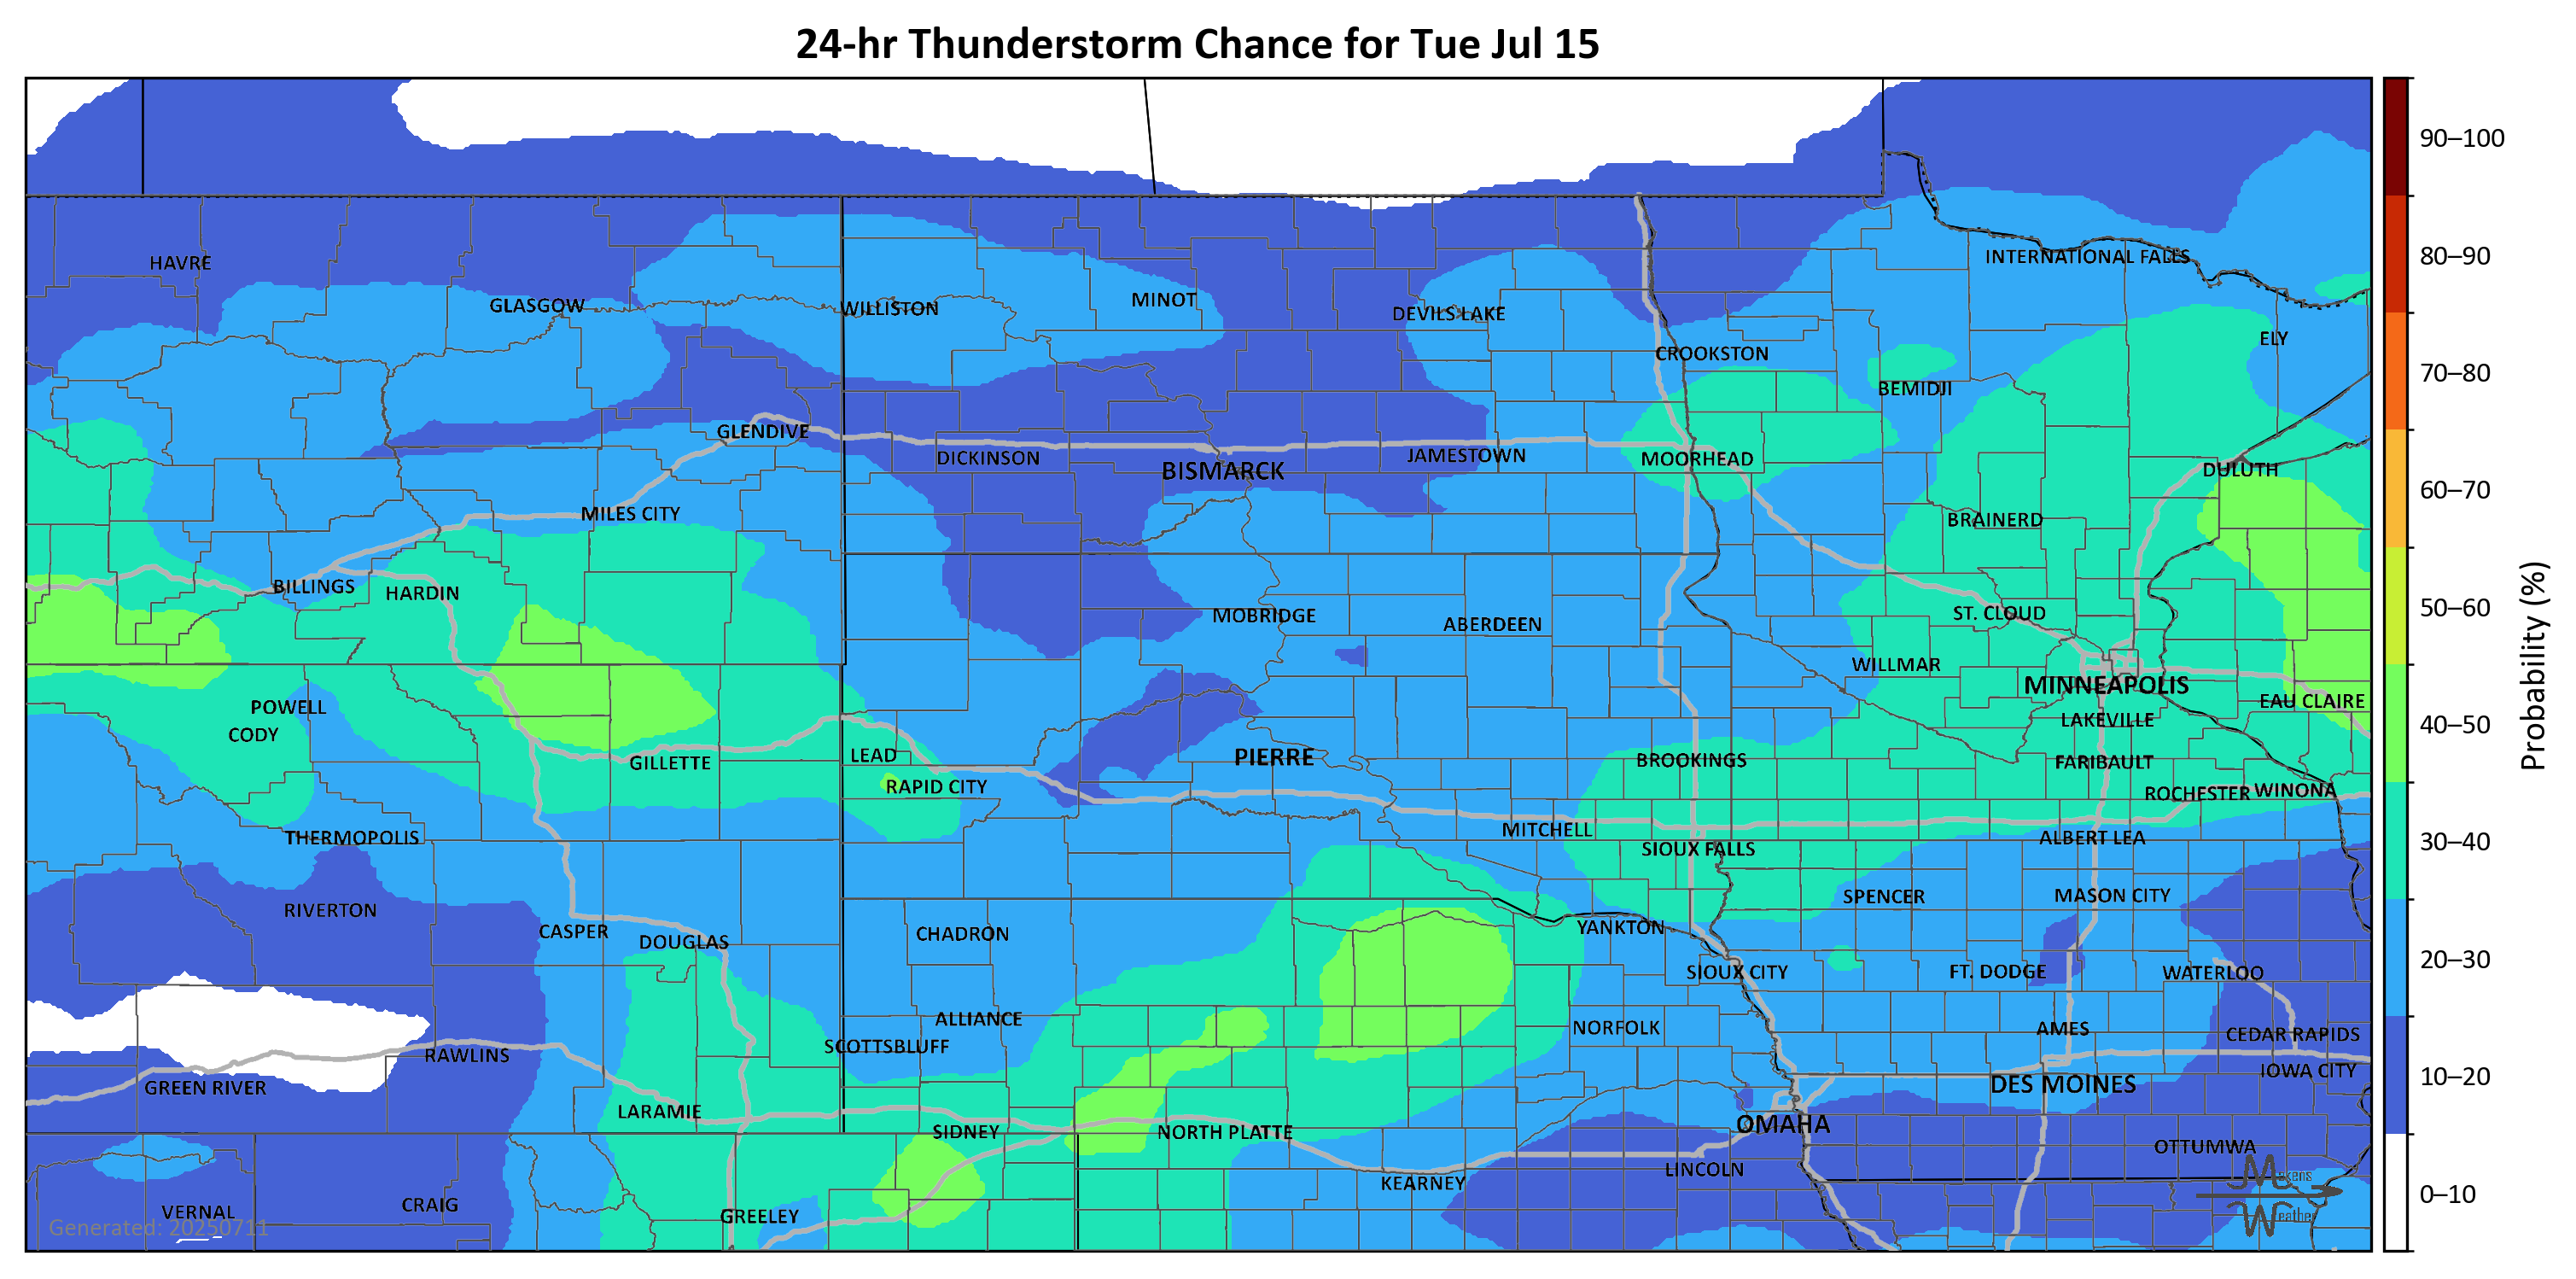 24-hr Thunderstorm Chance for Tue Jul 15
90–100
80–90
70–80
60–70
50–60
40–50
30–40
20–30
10–20
0–10
Probability (%)
HAVRE
INTERNATIONAL FALLS
GLASGOW
WILLISTON
MINOT
DEVILS LAKE
ELY
CROOKSTON
BEMIDJI
GLENDIVE
DICKINSON
BISMARCK
JAMESTOWN
MOORHEAD
DULUTH
MILES CITY
BRAINERD
BILLINGS
HARDIN
MOBRIDGE
ABERDEEN
ST. CLOUD
WILLMAR
MINNEAPOLIS
POWELL
EAU CLAIRE
CODY
LAKEVILLE
GILLETTE
LEAD
PIERRE
BROOKINGS
FARIBAULT
RAPID CITY
ROCHESTER
WINONA
THERMOPOLIS
MITCHELL
ALBERT LEA
SIOUX FALLS
RIVERTON
SPENCER
MASON CITY
CASPER
DOUGLAS
CHADRON
YANKTON
SIOUX CITY
FT. DODGE
WATERLOO
ALLIANCE
NORFOLK
AMES
CEDAR RAPIDS
SCOTTSBLUFF
RAWLINS
GREEN RIVER
DES MOINES
IOWA CITY
LARAMIE
SIDNEY
NORTH PLATTE
OMAHA
OTTUMWA
LINCOLN
KEARNEY
VERNAL
CRAIG
GREELEY
Generated: 20250711
Makens
Weather